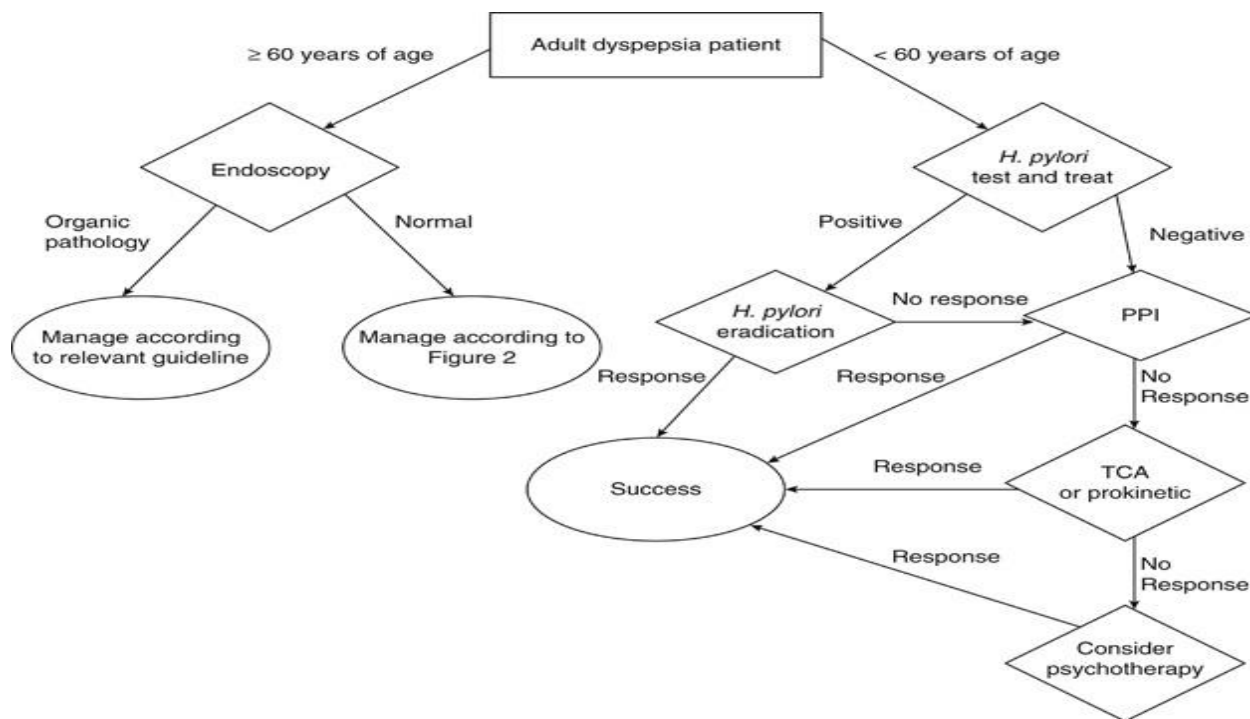 Adult dyspepsia patient
≥ 60 years of age
< 60 years of age
Endoscopy
H. pylori
test and treat
Organic
pathology
Normal
Positive
Negative
Manage according
to relevant guideline
Manage according to
Figure 2
H. pylori
eradication
No response
PPI
Response
Response
No
Response
Success
Response
TCA
or prokinetic
Response
No
Response
Consider
psychotherapy